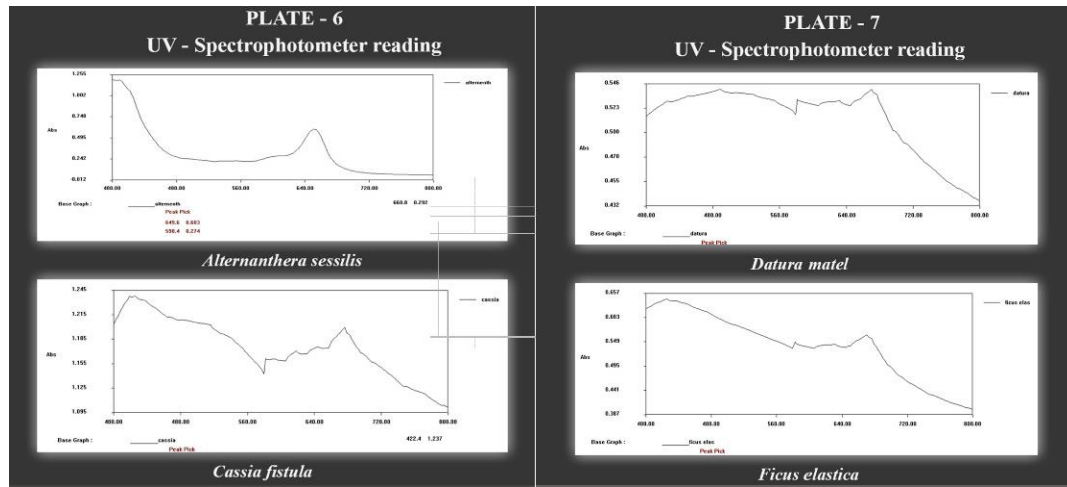 PLATE - 6
UV - Spectrophotometer reading
1.255
1.002
0.748
0.495
0.242
-0.012
Abs
400.00 480.00 560.00 640.00 720.00 800.00
Base Graph :
Peak Pick
649.6 0.603
660.0 0.202
Alternanthera sessilis
1.245
1.215
1.185
1.155
1.125
1.095
Abs
cassia
400.00 480.00 560.00 640.00 720.00 800.00
Base Graph : cassia 422.4 1.237
Peak Pick
Cassia fistula
PLATE - 7
UV - Spectrophotometer reading
0.546
0.523
0.500
0.478
0.455
0.432
Abs
datura
400.00 480.00 560.00 640.00 720.00 800.00
Base Graph : datura
Peak Pick
Datura matel
0.657
0.603
0.549
0.495
0.441
0.387
Abs
ficus elas
400.00 480.00 560.00 640.00 720.00 800.00
Base Graph : ficus elas
Peak Pick
Ficus elastica